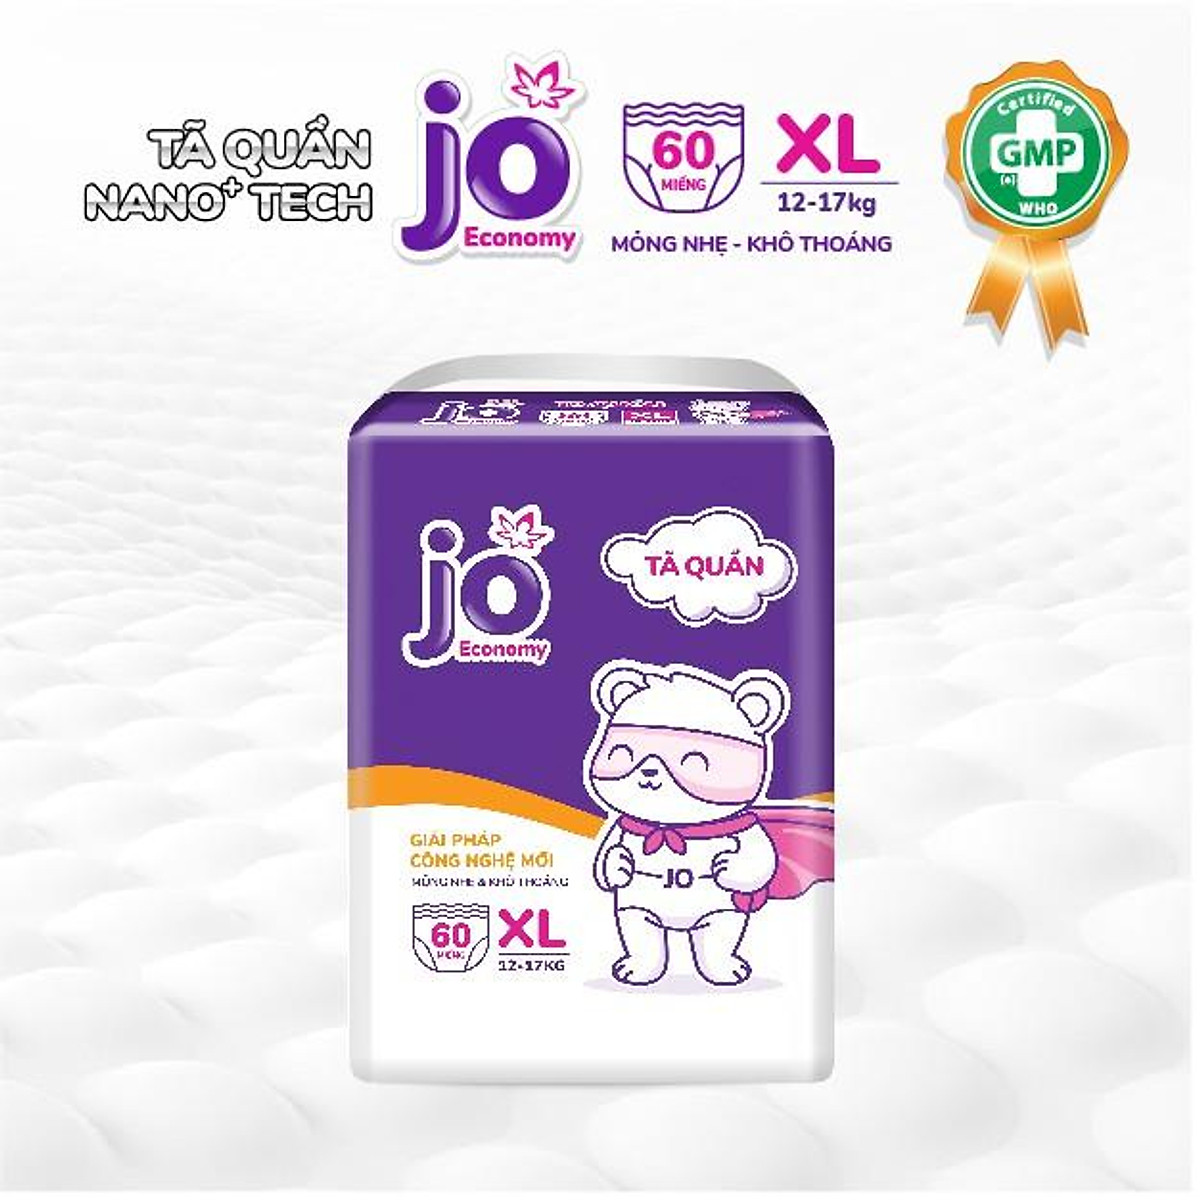 TÃ QUẦN
NANO+ TECH
jo
Economy
60
MIẾNG
XL
12-17kg
MỎNG NHẸ - KHÔ THOÁNG
Certified
GMP
WHO
jo
Economy
TÃ QUẦN
GIẢI PHÁP
CÔNG NGHỆ MỚI
MỎNG NHẸ & KHÔ THOÁNG
JO
60
MIẾNG
XL
12-17KG